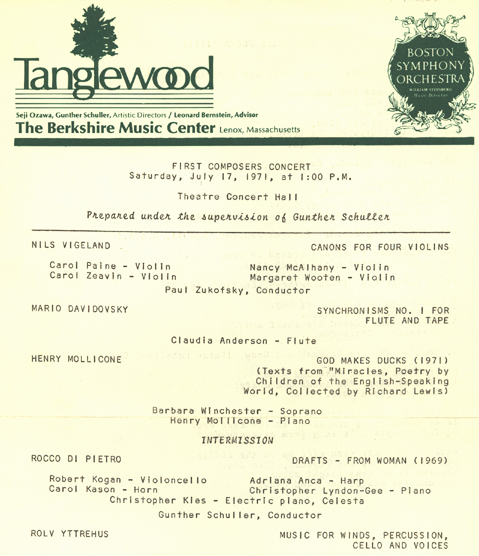 Tanglewood
BOSTON
SYMPHONY
ORCHESTRA
WILLIAM STEINBERG
Music Director
Seji Ozawa, Gunther Schuller, Artistic Directors / Leonard Bernstein, Advisor
The Berkshire Music Center Lenox, Massachusetts
FIRST COMPOSERS CONCERT
Saturday, July 17, 1971, at 1:00 P.M.
Theatre Concert Hall
Prepared under the supervision of Gunther Schuller
NILS VIGELAND CANONS FOR FOUR VIOLINS
Carol Paine - Violin Nancy McAlhany - Violin
Carol Zeavin - Violin Margaret Wooten - Violin
Paul Zukofsky, Conductor
MARIO DAVIDOVSKY SYNCHRONISMS NO. 1 FOR
FLUTE AND TAPE
Claudia Anderson - Flute
HENRY MOLLICONE GOD MAKES DUCKS (1971)
(Texts from "Miracles, Poetry by
Children of the English-Speaking
World, Collected by Richard Lewis)
Barbara Winchester - Soprano
Henry Mollicone - Piano
INTERMISSION
ROCCO DI PIETRO DRAFTS - FROM WOMAN (1969)
Robert Kogan - Violoncello Adriana Anca - Harp
Carol Kason - Horn Christopher Lyndon-Gee - Piano
Christopher Kies - Electric piano, Celesta
Gunther Schuller, Conductor
ROLV YTTREHUS MUSIC FOR WINDS, PERCUSSION,
CELLO AND VOICES